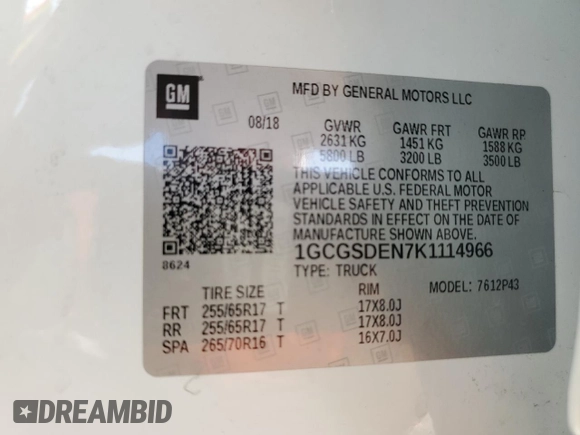 GM
MFD BY GENERAL MOTORS LLC
08/18 GVWR GAWR FRT GAWR RP
2631 KG 1451 KG 1588 KG
5800 LB 3200 LB 3500 LB
THIS VEHICLE CONFORMS TO ALL
APPLICABLE U.S. FEDERAL MOTOR
VEHICLE SAFETY AND THEFT PREVENTION
STANDARDS IN EFFECT ON THE DATE OF
MANUFACTURE SHOWN ABOVE.
1GCGSDEN7K1114966
8624
TYPE: TRUCK MODEL: 7612P43
TIRE SIZE RIM
FRT 255/65R17 T 17X8.0J
RR 255/65R17 T 17X8.0J
SPA 265/70R16 T 16X7.0J
DREAMBID